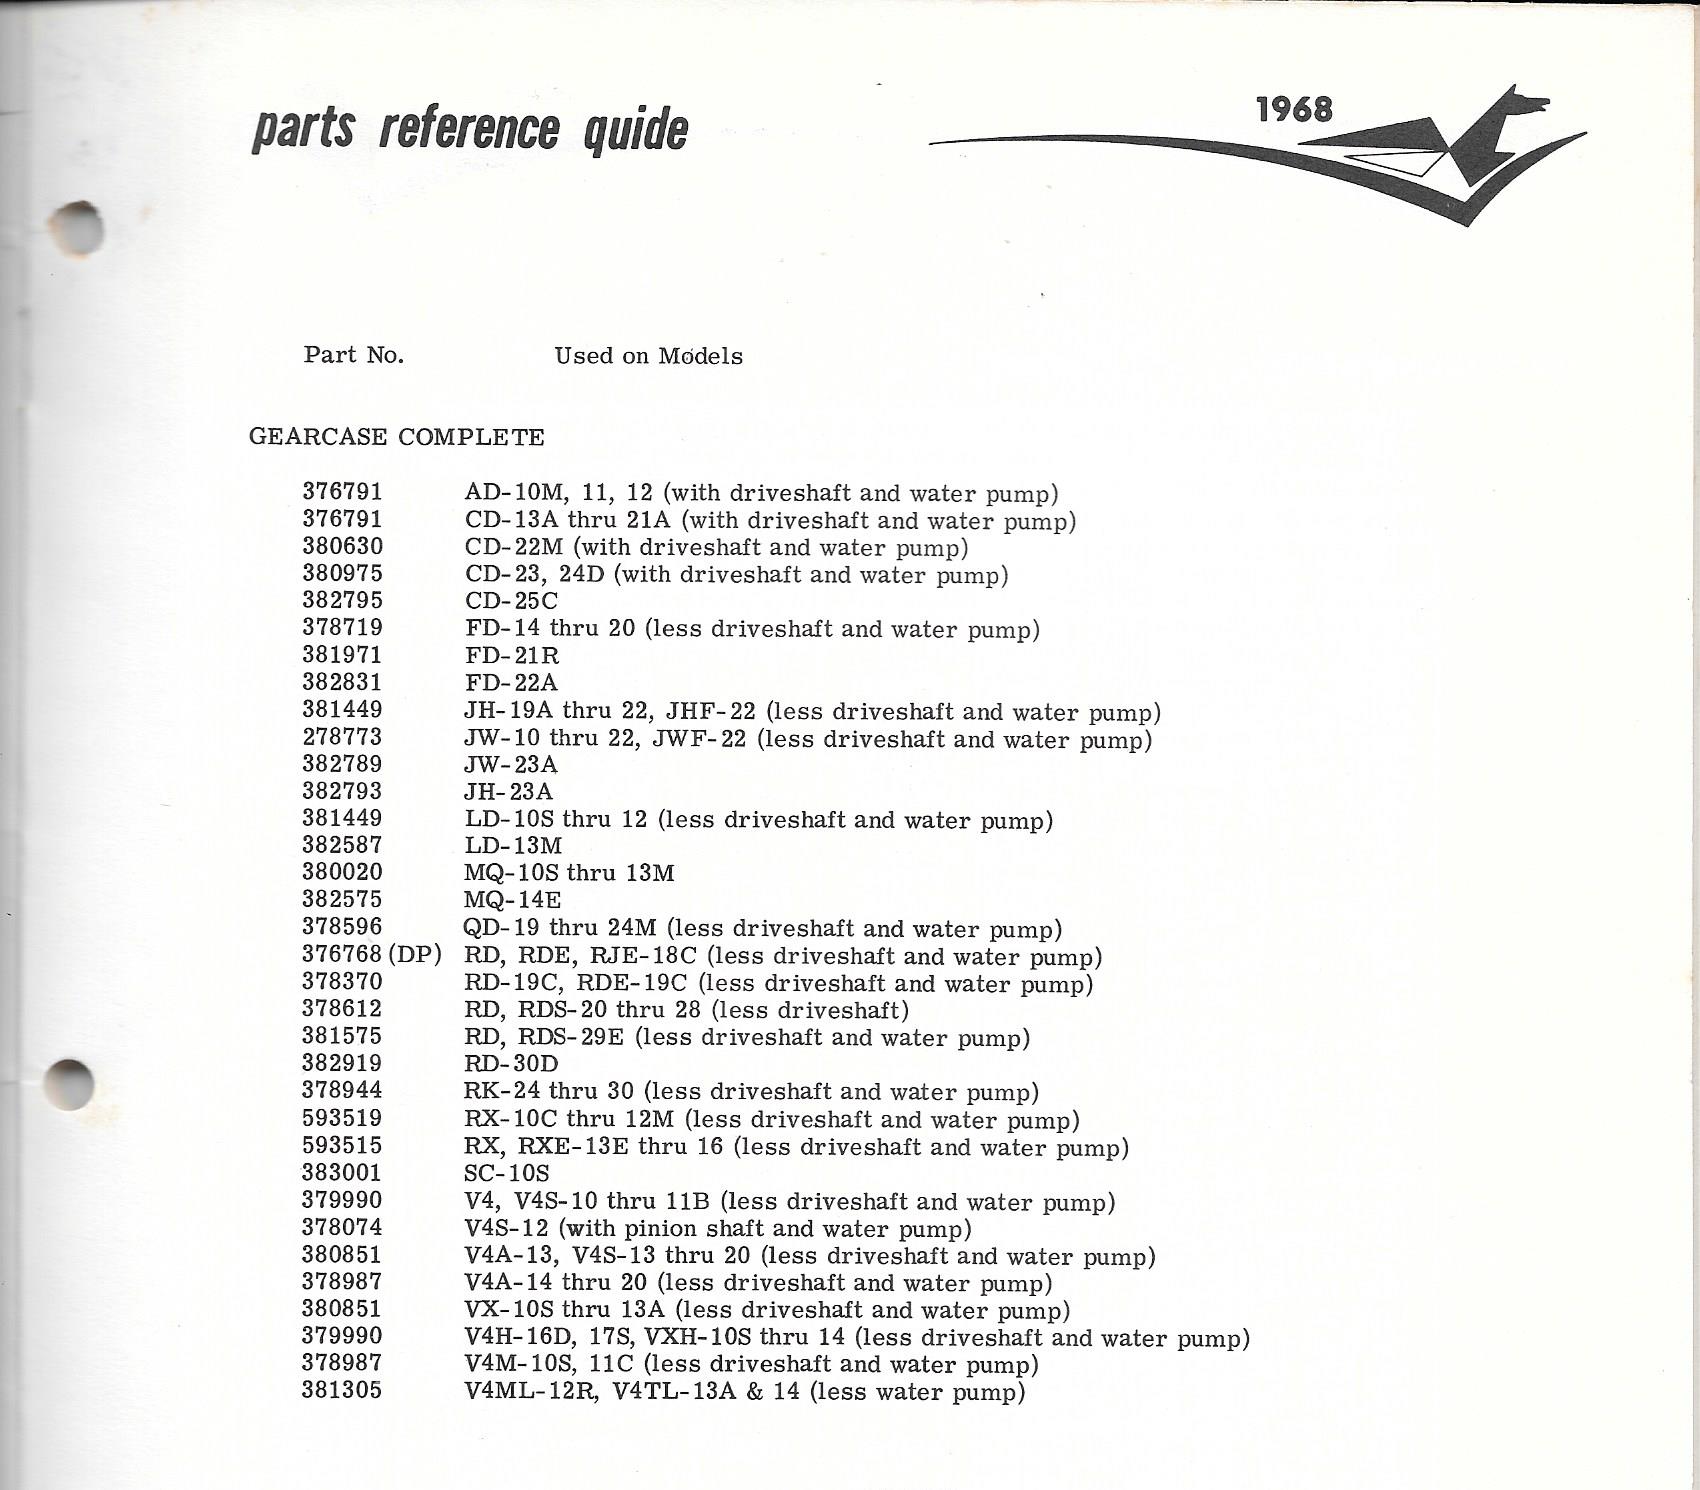 parts reference guide
1968
Part No. Used on Models
GEARCASE COMPLETE
376791 AD-10M, 11, 12 (with driveshaft and water pump)
376791 CD-13A thru 21A (with driveshaft and water pump)
380630 CD-22M (with driveshaft and water pump)
380975 CD-23, 24D (with driveshaft and water pump)
382795 CD-25C
378719 FD-14 thru 20 (less driveshaft and water pump)
381971 FD-21R
382831 FD-22A
381449 JH-19A thru 22, JHF-22 (less driveshaft and water pump)
278773 JW-10 thru 22, JWF-22 (less driveshaft and water pump)
382789 JW-23A
382793 JH-23A
381449 LD-10S thru 12 (less driveshaft and water pump)
382587 LD-13M
380020 MQ-10S thru 13M
382575 MQ-14E
378596 QD-19 thru 24M (less driveshaft and water pump)
376768 (DP) RD, RDE, RJE-18C (less driveshaft and water pump)
378370 RD-19C, RDE-19C (less driveshaft and water pump)
378612 RD, RDS-20 thru 28 (less driveshaft)
381575 RD, RDS-29E (less driveshaft and water pump)
382919 RD-30D
378944 RK-24 thru 30 (less driveshaft and water pump)
593519 RX-10C thru 12M (less driveshaft and water pump)
593515 RX, RXE-13E thru 16 (less driveshaft and water pump)
383001 SC-10S
379990 V4, V4S-10 thru 11B (less driveshaft and water pump)
378074 V4S-12 (with pinion shaft and water pump)
380851 V4A-13, V4S-13 thru 20 (less driveshaft and water pump)
378987 V4A-14 thru 20 (less driveshaft and water pump)
380851 VX-10S thru 13A (less driveshaft and water pump)
379990 V4H-16D, 17S, VXH-10S thru 14 (less driveshaft and water pump)
378987 V4M-10S, 11C (less driveshaft and water pump)
381305 V4ML-12R, V4TL-13A & 14 (less water pump)